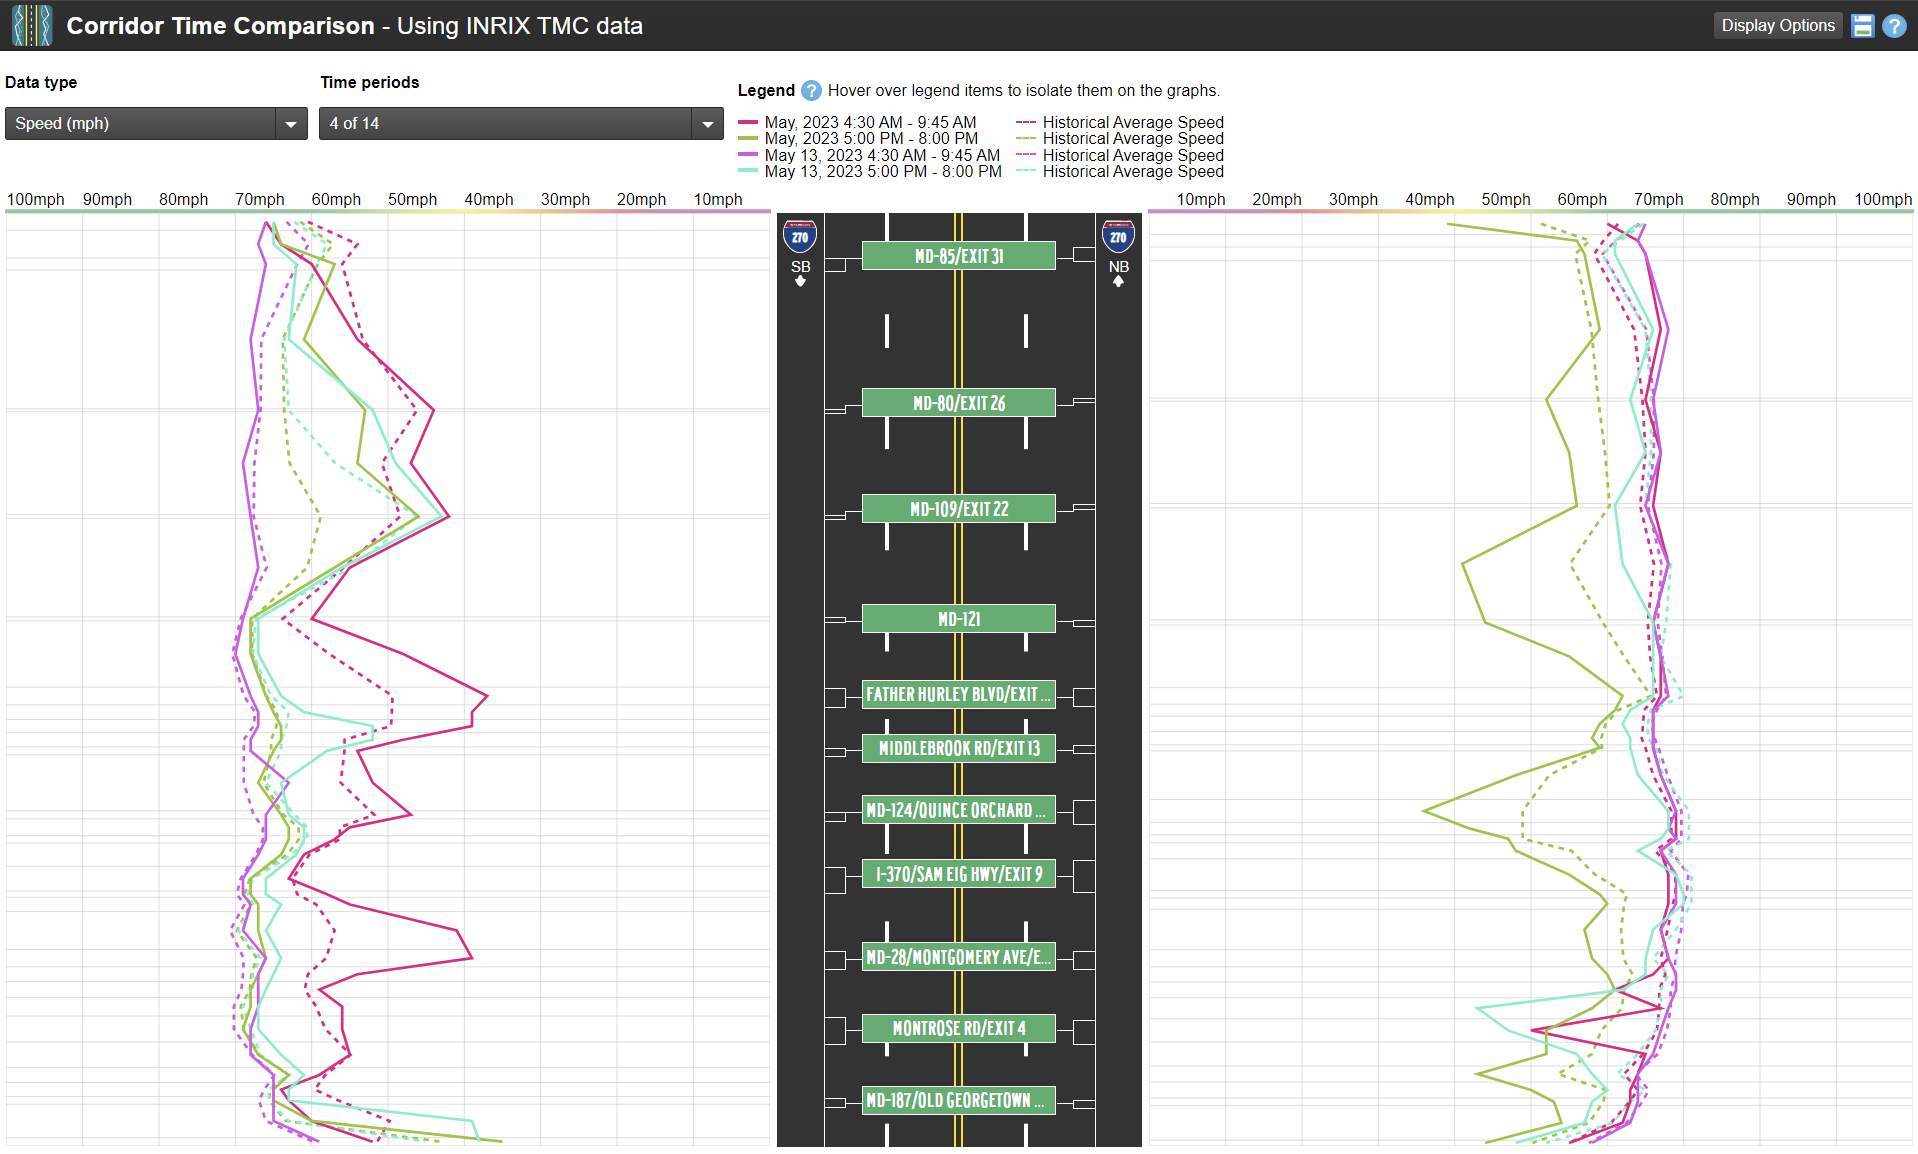 Corridor Time Comparison - Using INRIX TMC data
Display Options
?
Data type
Time periods
Speed (mph)
4 of 14
Legend ? Hover over legend items to isolate them on the graphs.
May, 2023 4:30 AM - 9:45 AM Historical Average Speed
May, 2023 5:00 PM - 8:00 PM Historical Average Speed
May 13, 2023 4:30 AM - 9:45 AM Historical Average Speed
May 13, 2023 5:00 PM - 8:00 PM Historical Average Speed
100mph 90mph 80mph 70mph 60mph 50mph 40mph 30mph 20mph 10mph
10mph 20mph 30mph 40mph 50mph 60mph 70mph 80mph 90mph 100mph
270
SB
270
NB
MD-85/EXIT 31
MD-80/EXIT 26
MD-109/EXIT 22
MD-121
FATHER HURLEY BLVD/EXIT ...
MIDDLEBROOK RD/EXIT 13
MD-124/QUINCE ORCHARD ...
I-370/SAM EIG HWY/EXIT 9
MD-28/MONTGOMERY AVE/E...
MONTROSE RD/EXIT 4
MD-187/OLD GEORGETOWN ...